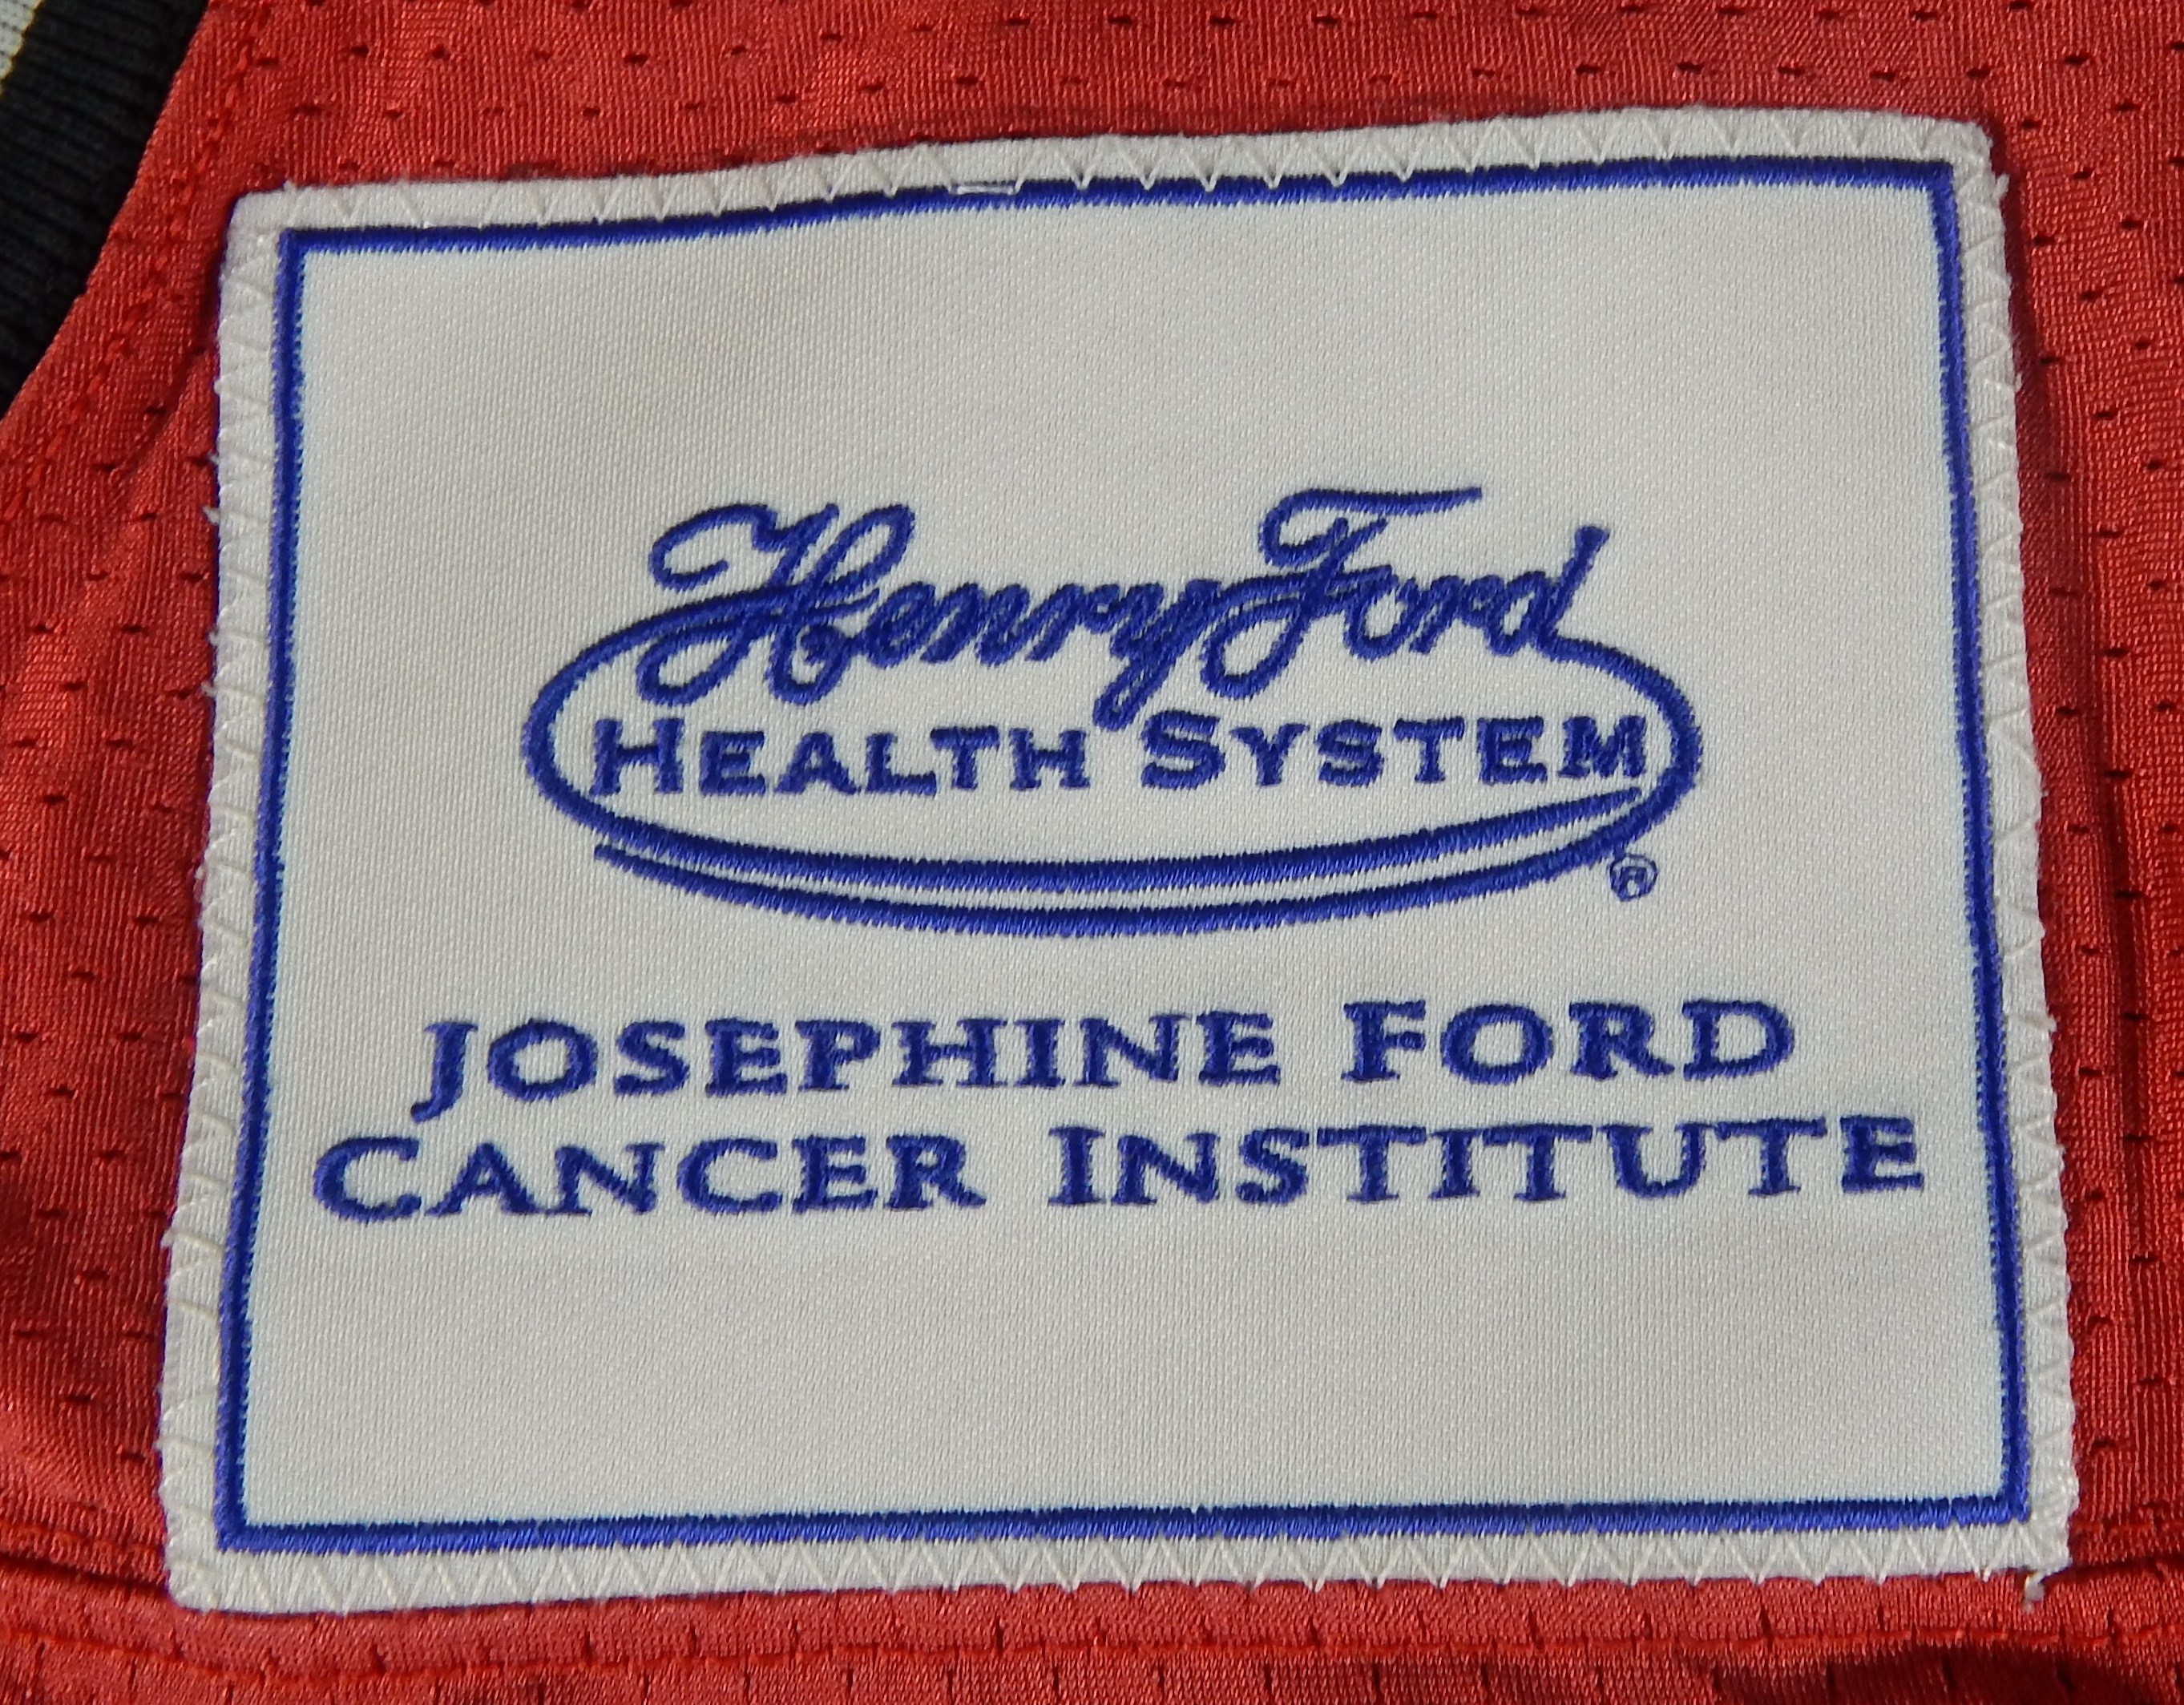 Henry Ford
HEALTH SYSTEM
®
JOSEPHINE FORD
CANCER INSTITUTE